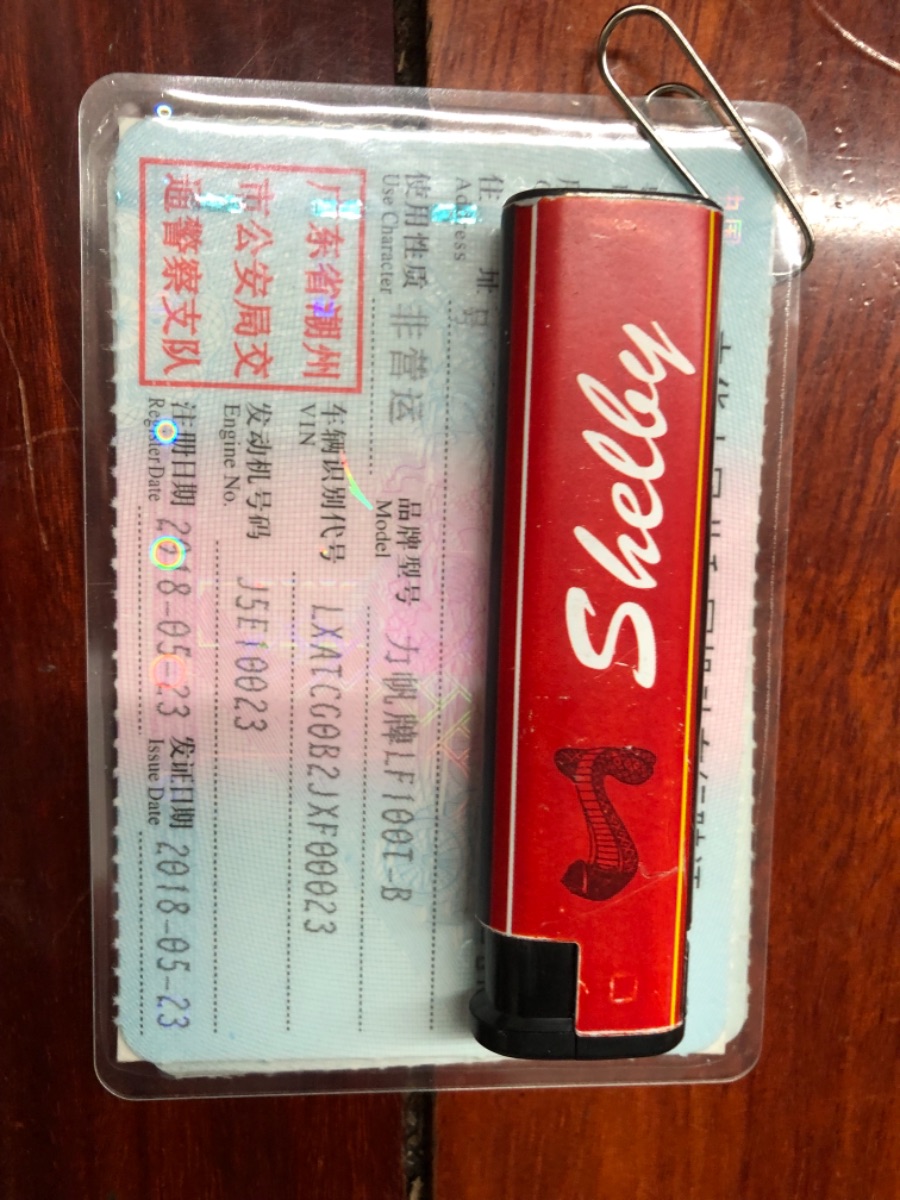 住 址
Address
号
使用性质 非营运 品牌型号 力帆牌LF100T-B
Use Character Model
广东省潮州
市公安局交
通警察支队
车辆识别代号 LXATCG0B2JXF00023
VIN
发动机号码 J5E10023
Engine No.
注册日期 2018-05-23 发证日期 2018-05-23
Register Date Issue Date
Shelby